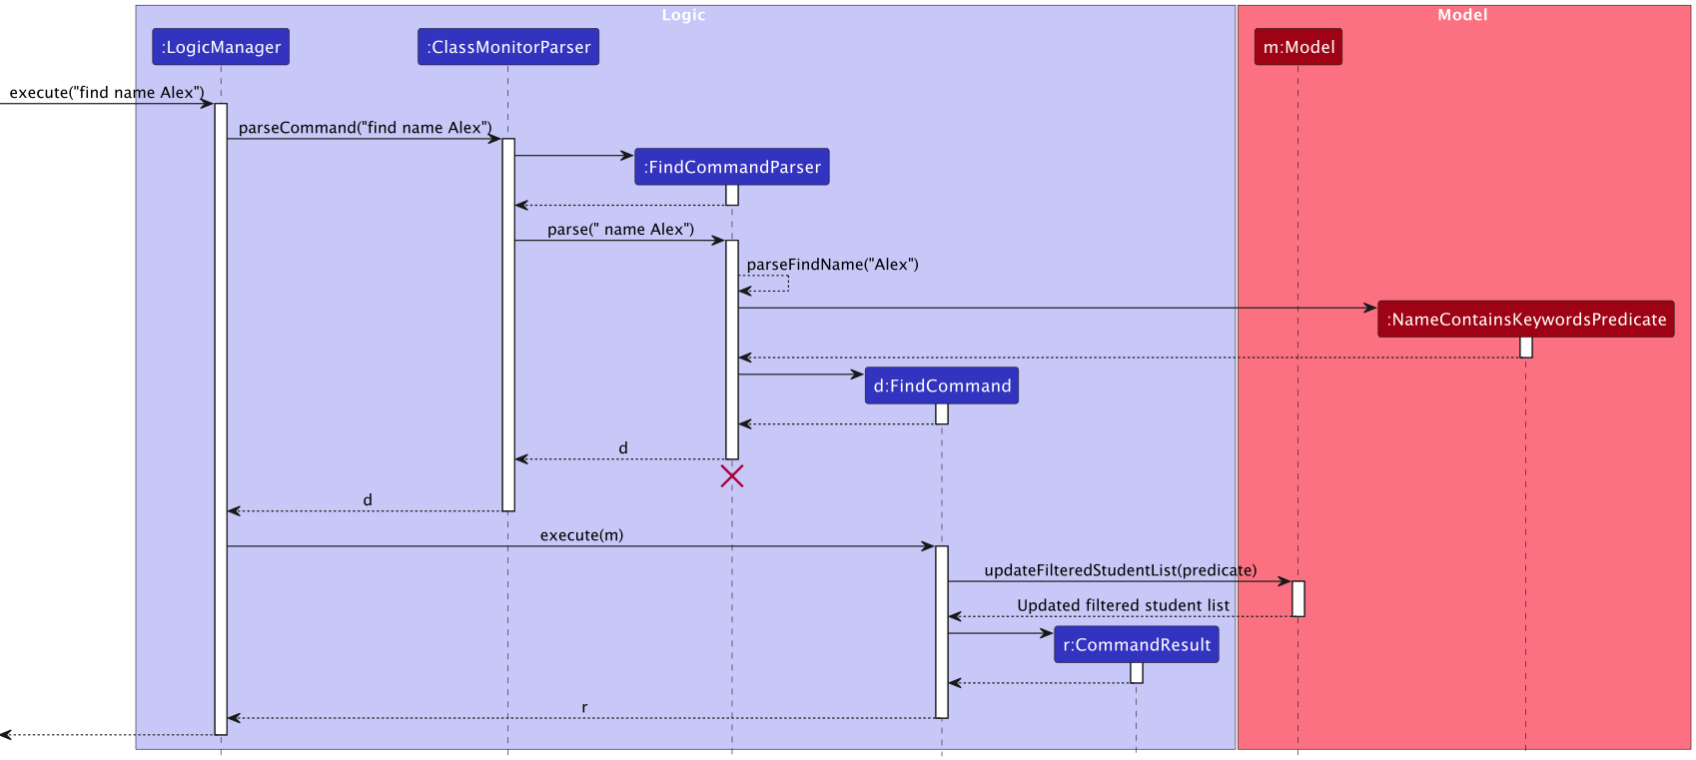 Logic
Model
:LogicManager
:ClassMonitorParser
m:Model
execute("find name Alex")
parseCommand("find name Alex")
:FindCommandParser
parse(" name Alex")
parseFindName("Alex")
:NameContainsKeywordsPredicate
d:FindCommand
d
d
execute(m)
updateFilteredStudentList(predicate)
Updated filtered student list
r:CommandResult
r